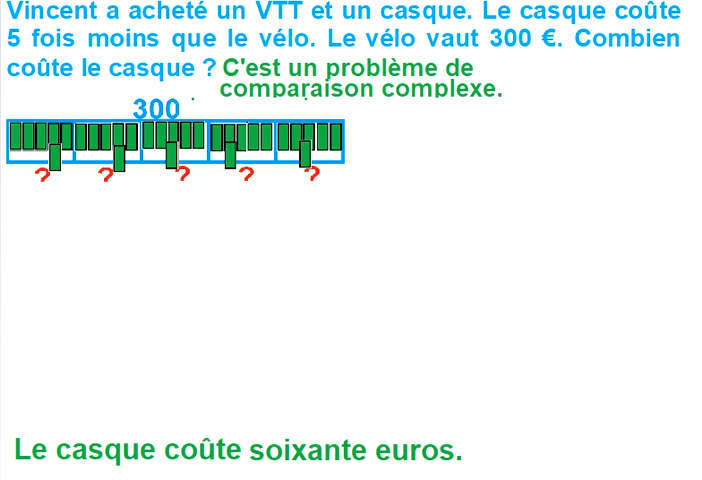 Vincent a acheté un VTT et un casque. Le casque coûte
5 fois moins que le vélo. Le vélo vaut 300 €. Combien
coûte le casque ? C'est un problème de
comparaison complexe.
300
? ? ? ? ?
Le casque coûte soixante euros.